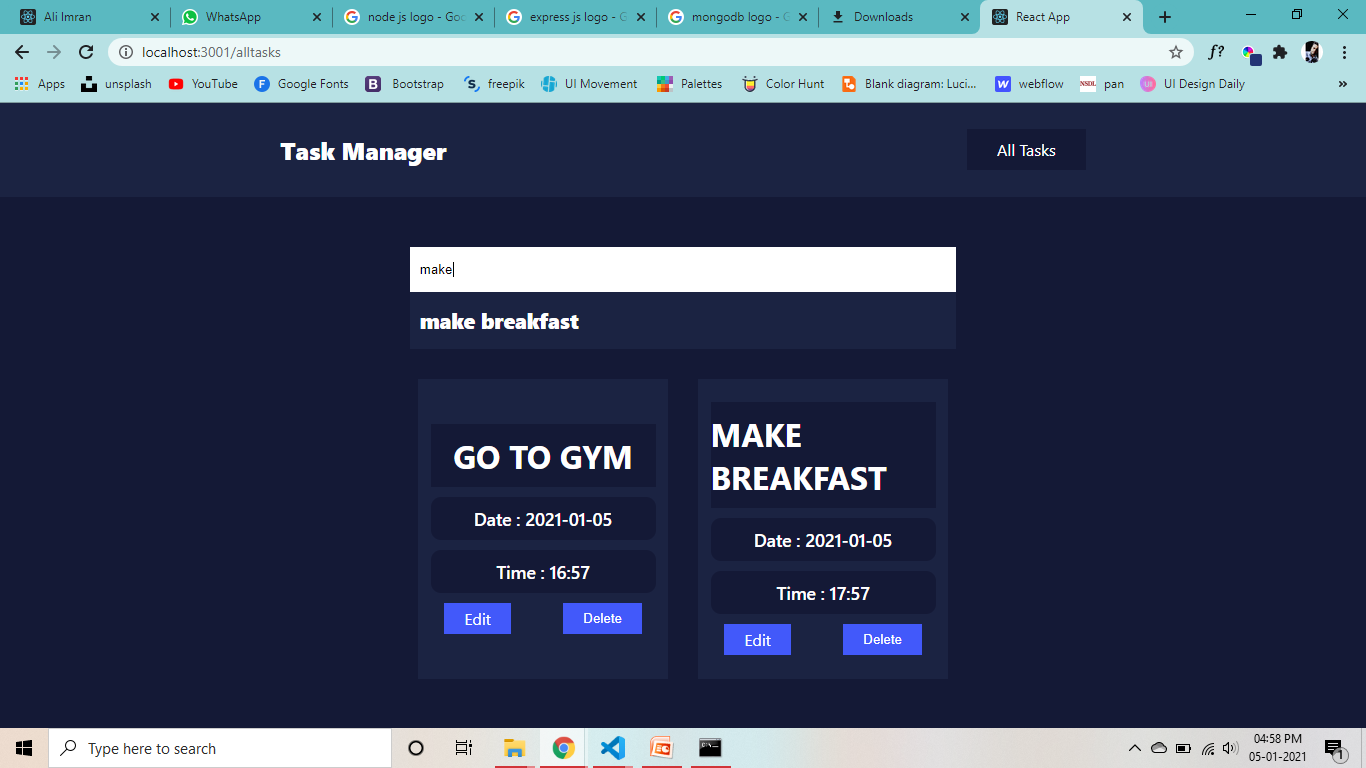 Ali Imran
WhatsApp
node js logo - Goo
express js logo - G
mongodb logo - G
Downloads
React App
localhost:3001/alltasks
f?
Apps
unsplash
YouTube
Google Fonts
Bootstrap
freepik
UI Movement
Palettes
Color Hunt
Blank diagram: Luci...
webflow
pan
UI Design Daily
»
Task Manager
All Tasks
make
make breakfast
GO TO GYM
Date : 2021-01-05
Time : 16:57
Edit
Delete
MAKE
BREAKFAST
Date : 2021-01-05
Time : 17:57
Edit
Delete
Type here to search
04:58 PM
05-01-2021
1